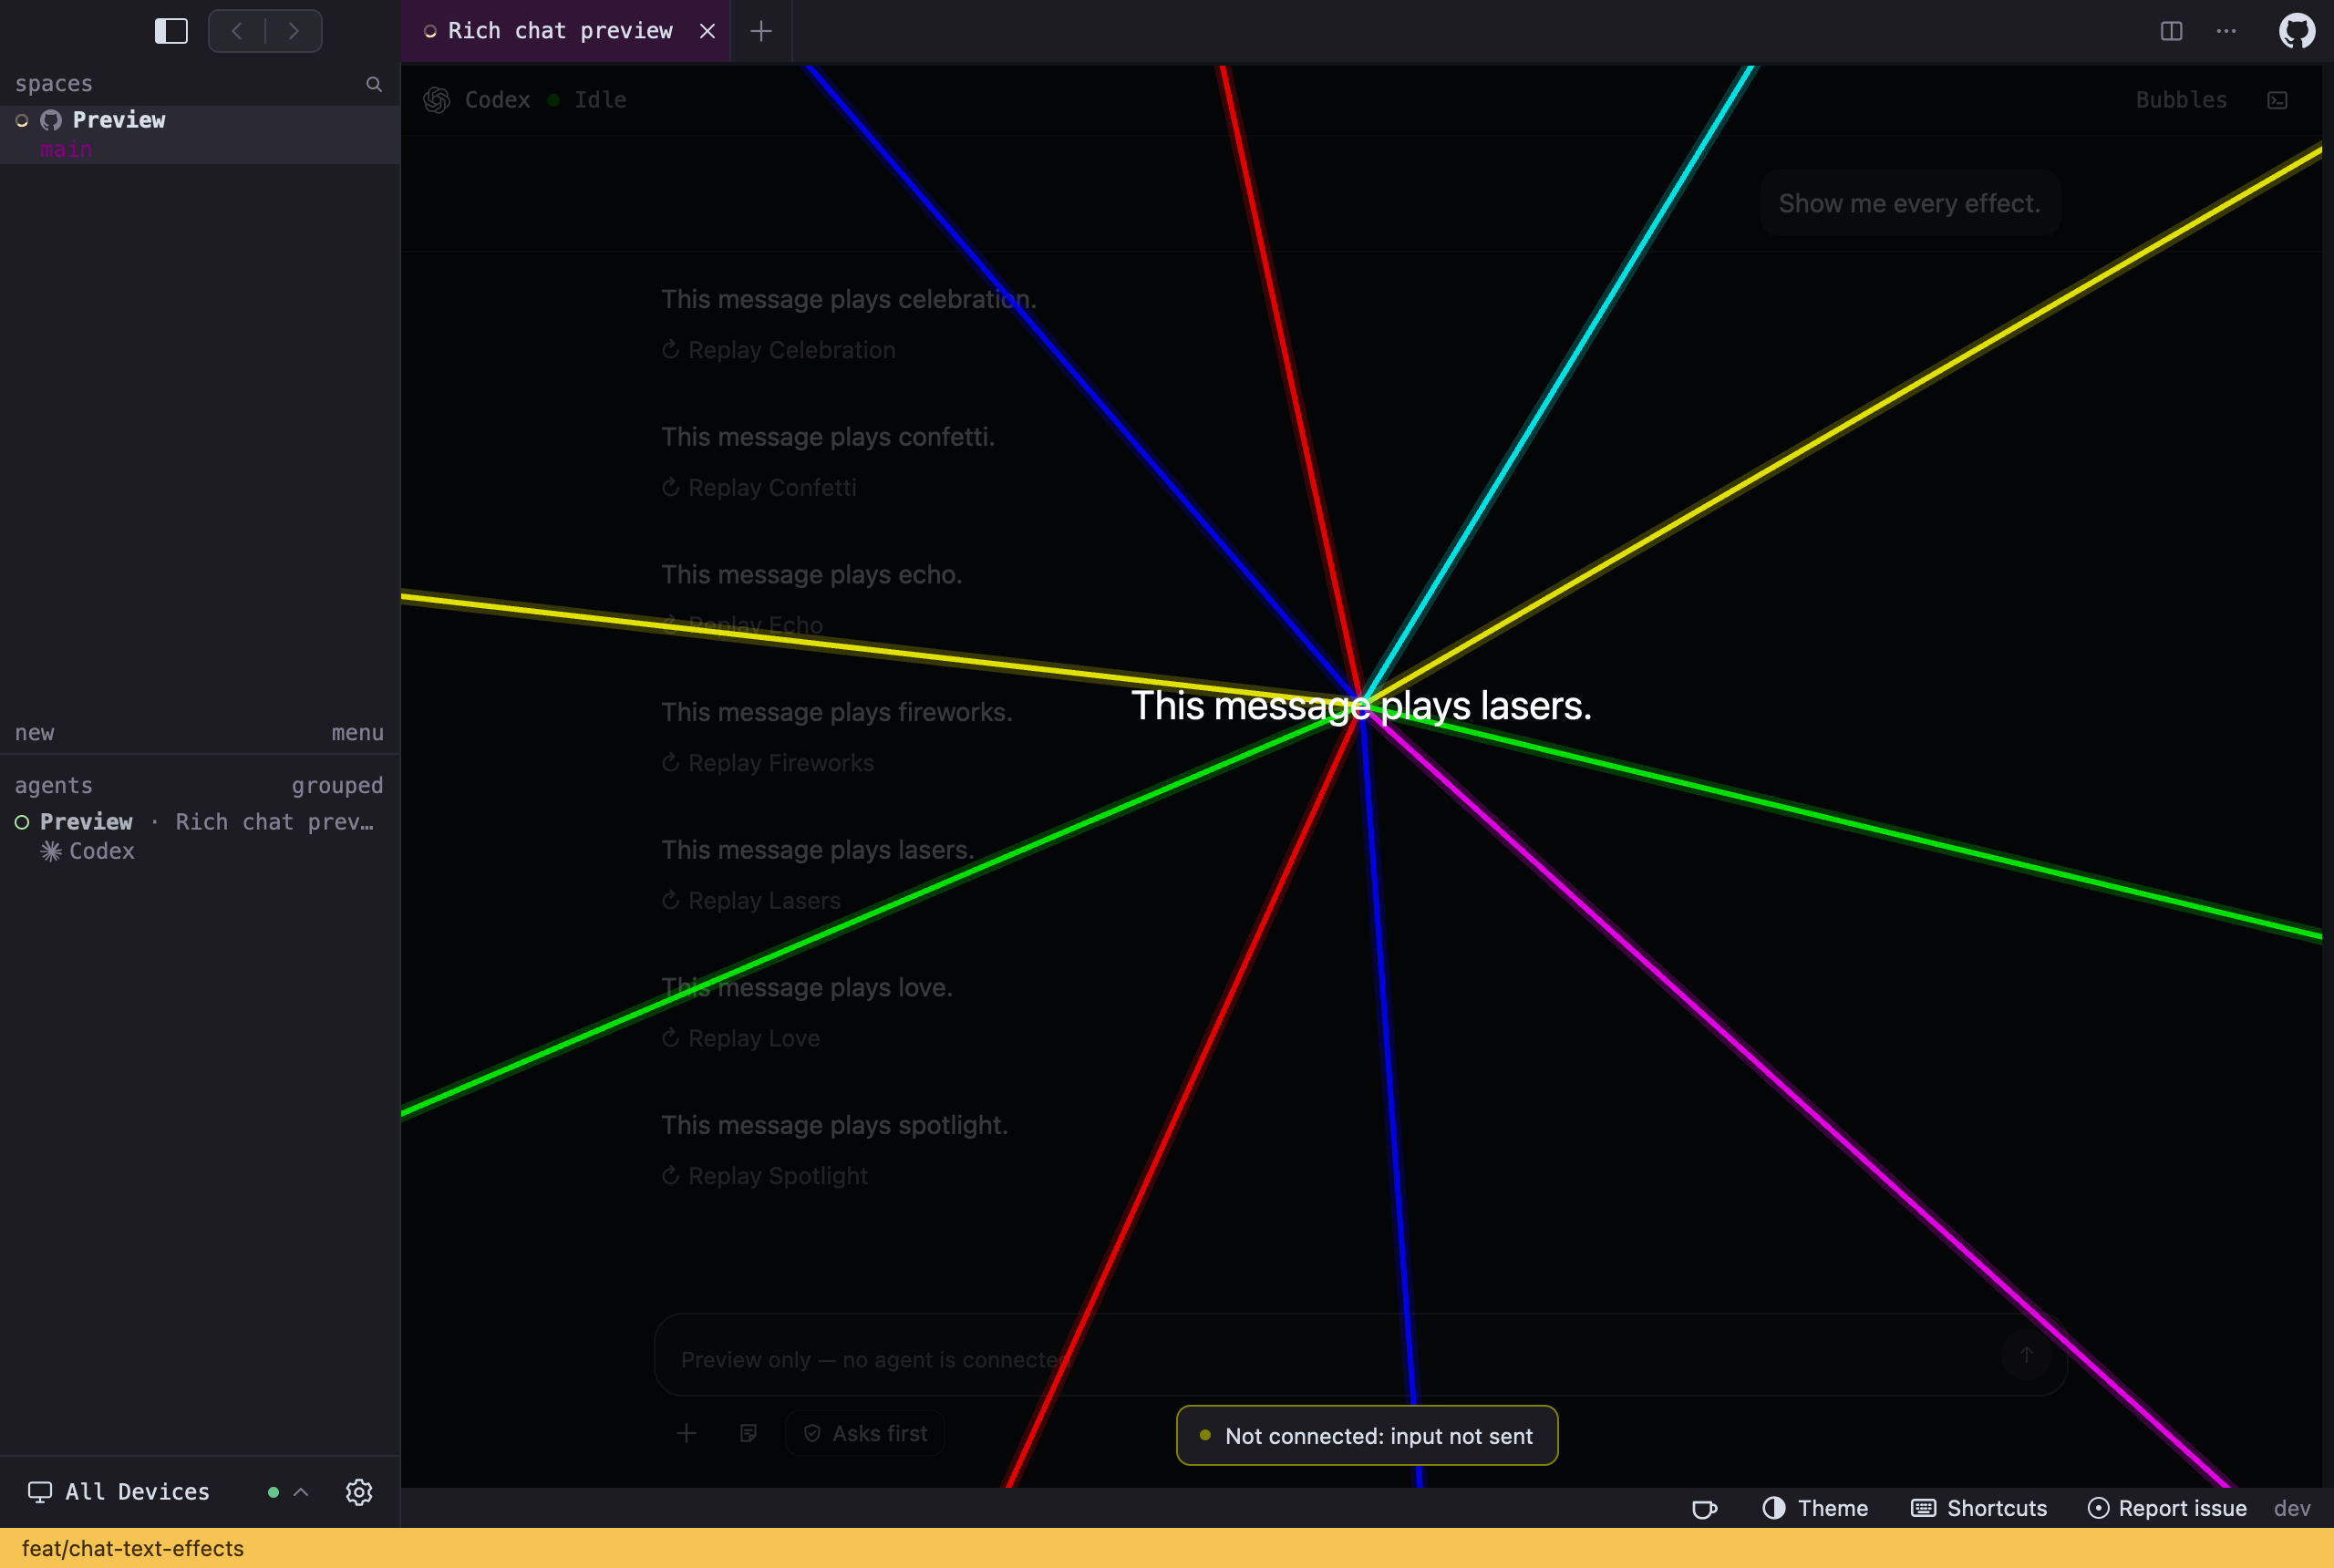 Rich chat preview
spaces
Preview
main
Codex
Idle
Bubbles
Show me every effect.
This message plays celebration.
Replay Celebration
This message plays confetti.
Replay Confetti
This message plays echo.
Replay Echo
This message plays lasers.
This message plays fireworks.
Replay Fireworks
This message plays lasers.
Replay Lasers
This message plays love.
Replay Love
This message plays spotlight.
Replay Spotlight
new
menu
agents
grouped
Preview · Rich chat prev…
Codex
Preview only — no agent is connected
Asks first
Not connected: input not sent
All Devices
Theme
Shortcuts
Report issue
dev
feat/chat-text-effects